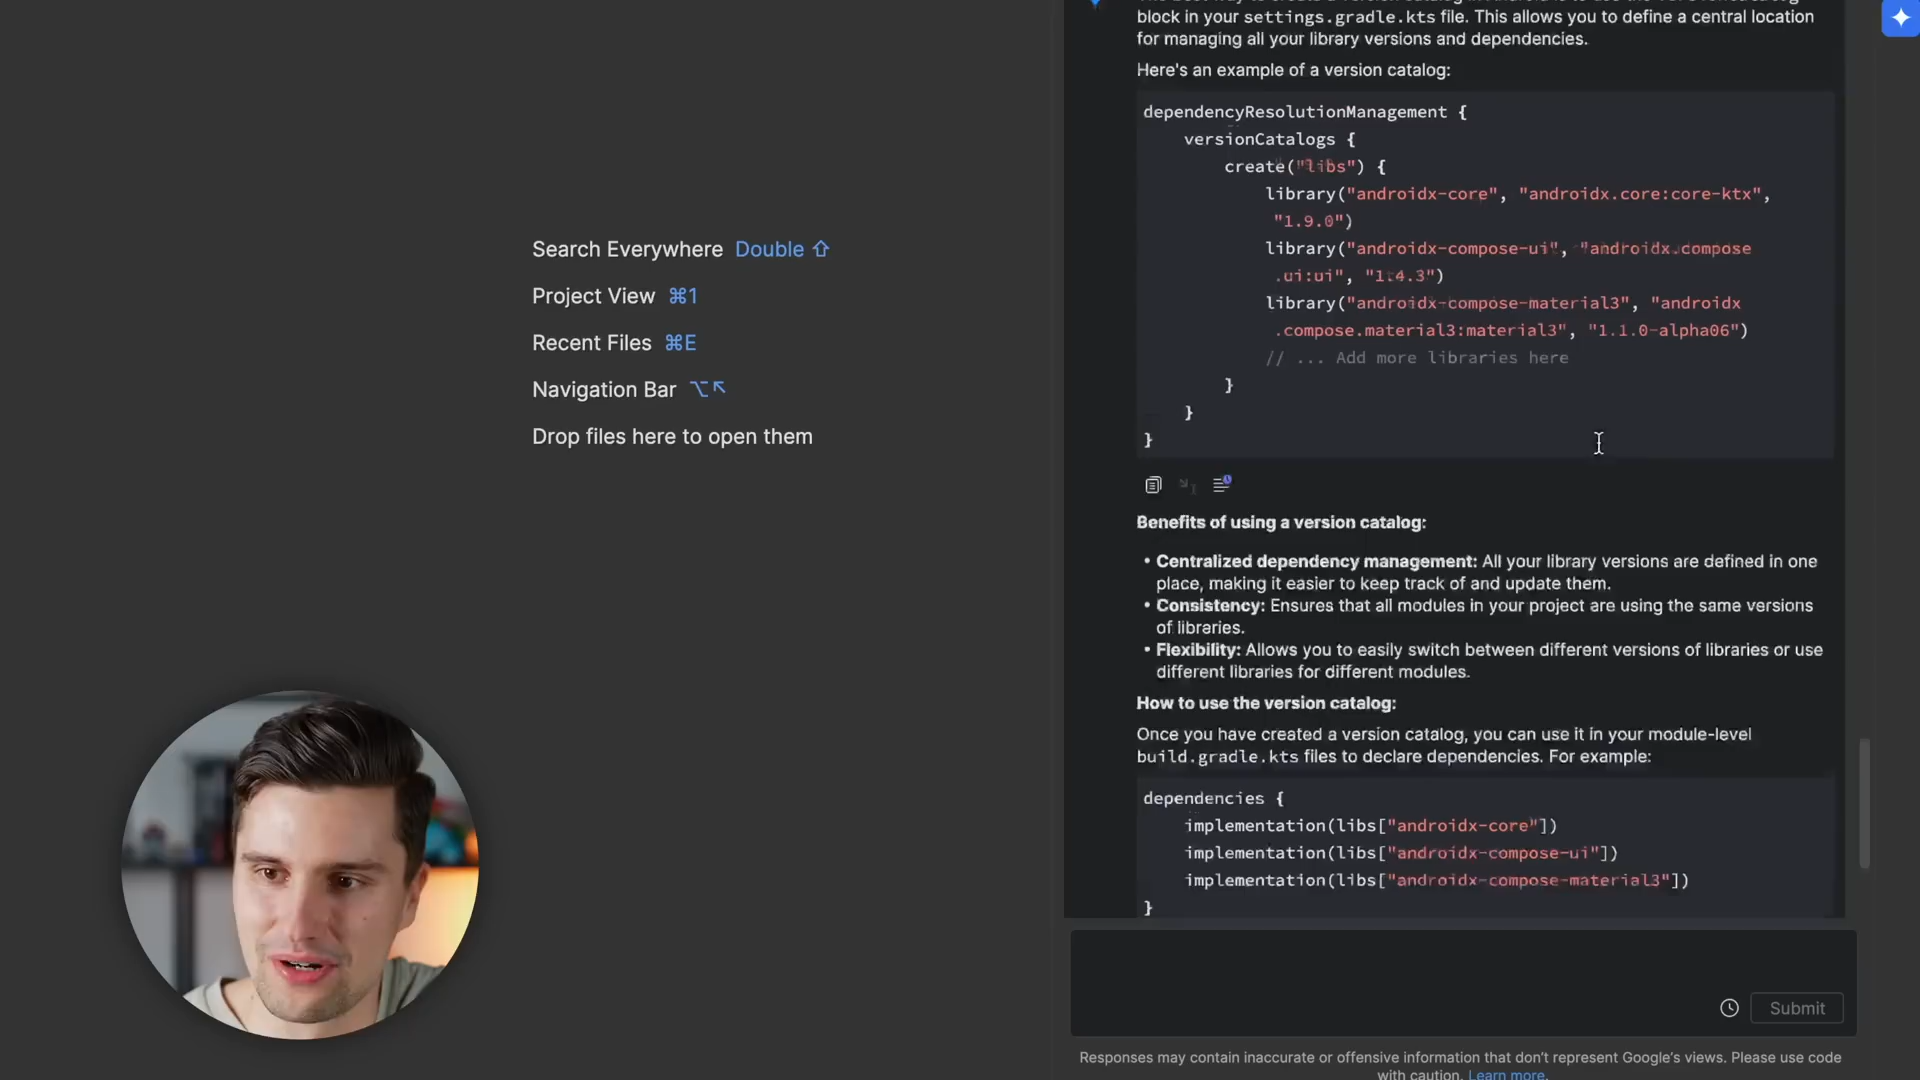 Search Everywhere Double ⇧
Project View ⌘1
Recent Files ⌘E
Navigation Bar ⌥↖
Drop files here to open them
block in your settings.gradle.kts file. This allows you to define a central location
for managing all your library versions and dependencies.
Here's an example of a version catalog:
dependencyResolutionManagement {
versionCatalogs {
create("libs") {
library("androidx-core", "androidx.core:core-ktx",
"1.9.0")
library("androidx-compose-ui", "androidx.compose
.ui:ui", "1.4.3")
library("androidx-compose-material3", "androidx
.compose.material3:material3", "1.1.0-alpha06")
// ... Add more libraries here
}
}
}
Benefits of using a version catalog:
• Centralized dependency management: All your library versions are defined in one
place, making it easier to keep track of and update them.
• Consistency: Ensures that all modules in your project are using the same versions
of libraries.
• Flexibility: Allows you to easily switch between different versions of libraries or use
different libraries for different modules.
How to use the version catalog:
Once you have created a version catalog, you can use it in your module-level
build.gradle.kts files to declare dependencies. For example:
dependencies {
implementation(libs["androidx-core"])
implementation(libs["androidx-compose-ui"])
implementation(libs["androidx-compose-material3"])
}
Submit
Responses may contain inaccurate or offensive information that don't represent Google's views. Please use code
with caution. Learn more.